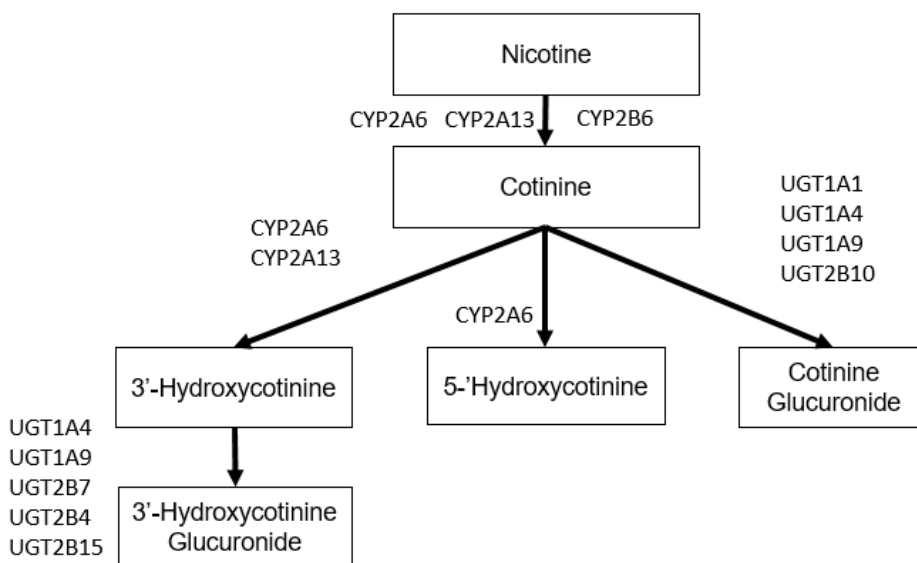 Nicotine
CYP2A6 CYP2A13 CYP2B6
Cotinine
UGT1A1
UGT1A4
UGT1A9
UGT2B10
CYP2A6
CYP2A13
CYP2A6
3'-Hydroxycotinine
5-'Hydroxycotinine
Cotinine
Glucuronide
UGT1A4
UGT1A9
UGT2B7
UGT2B4
UGT2B15
3'-Hydroxycotinine
Glucuronide